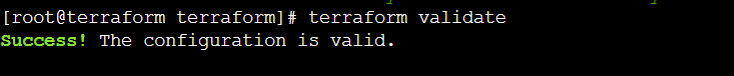 [root@terraform terraform]# terraform validate
Success! The configuration is valid.